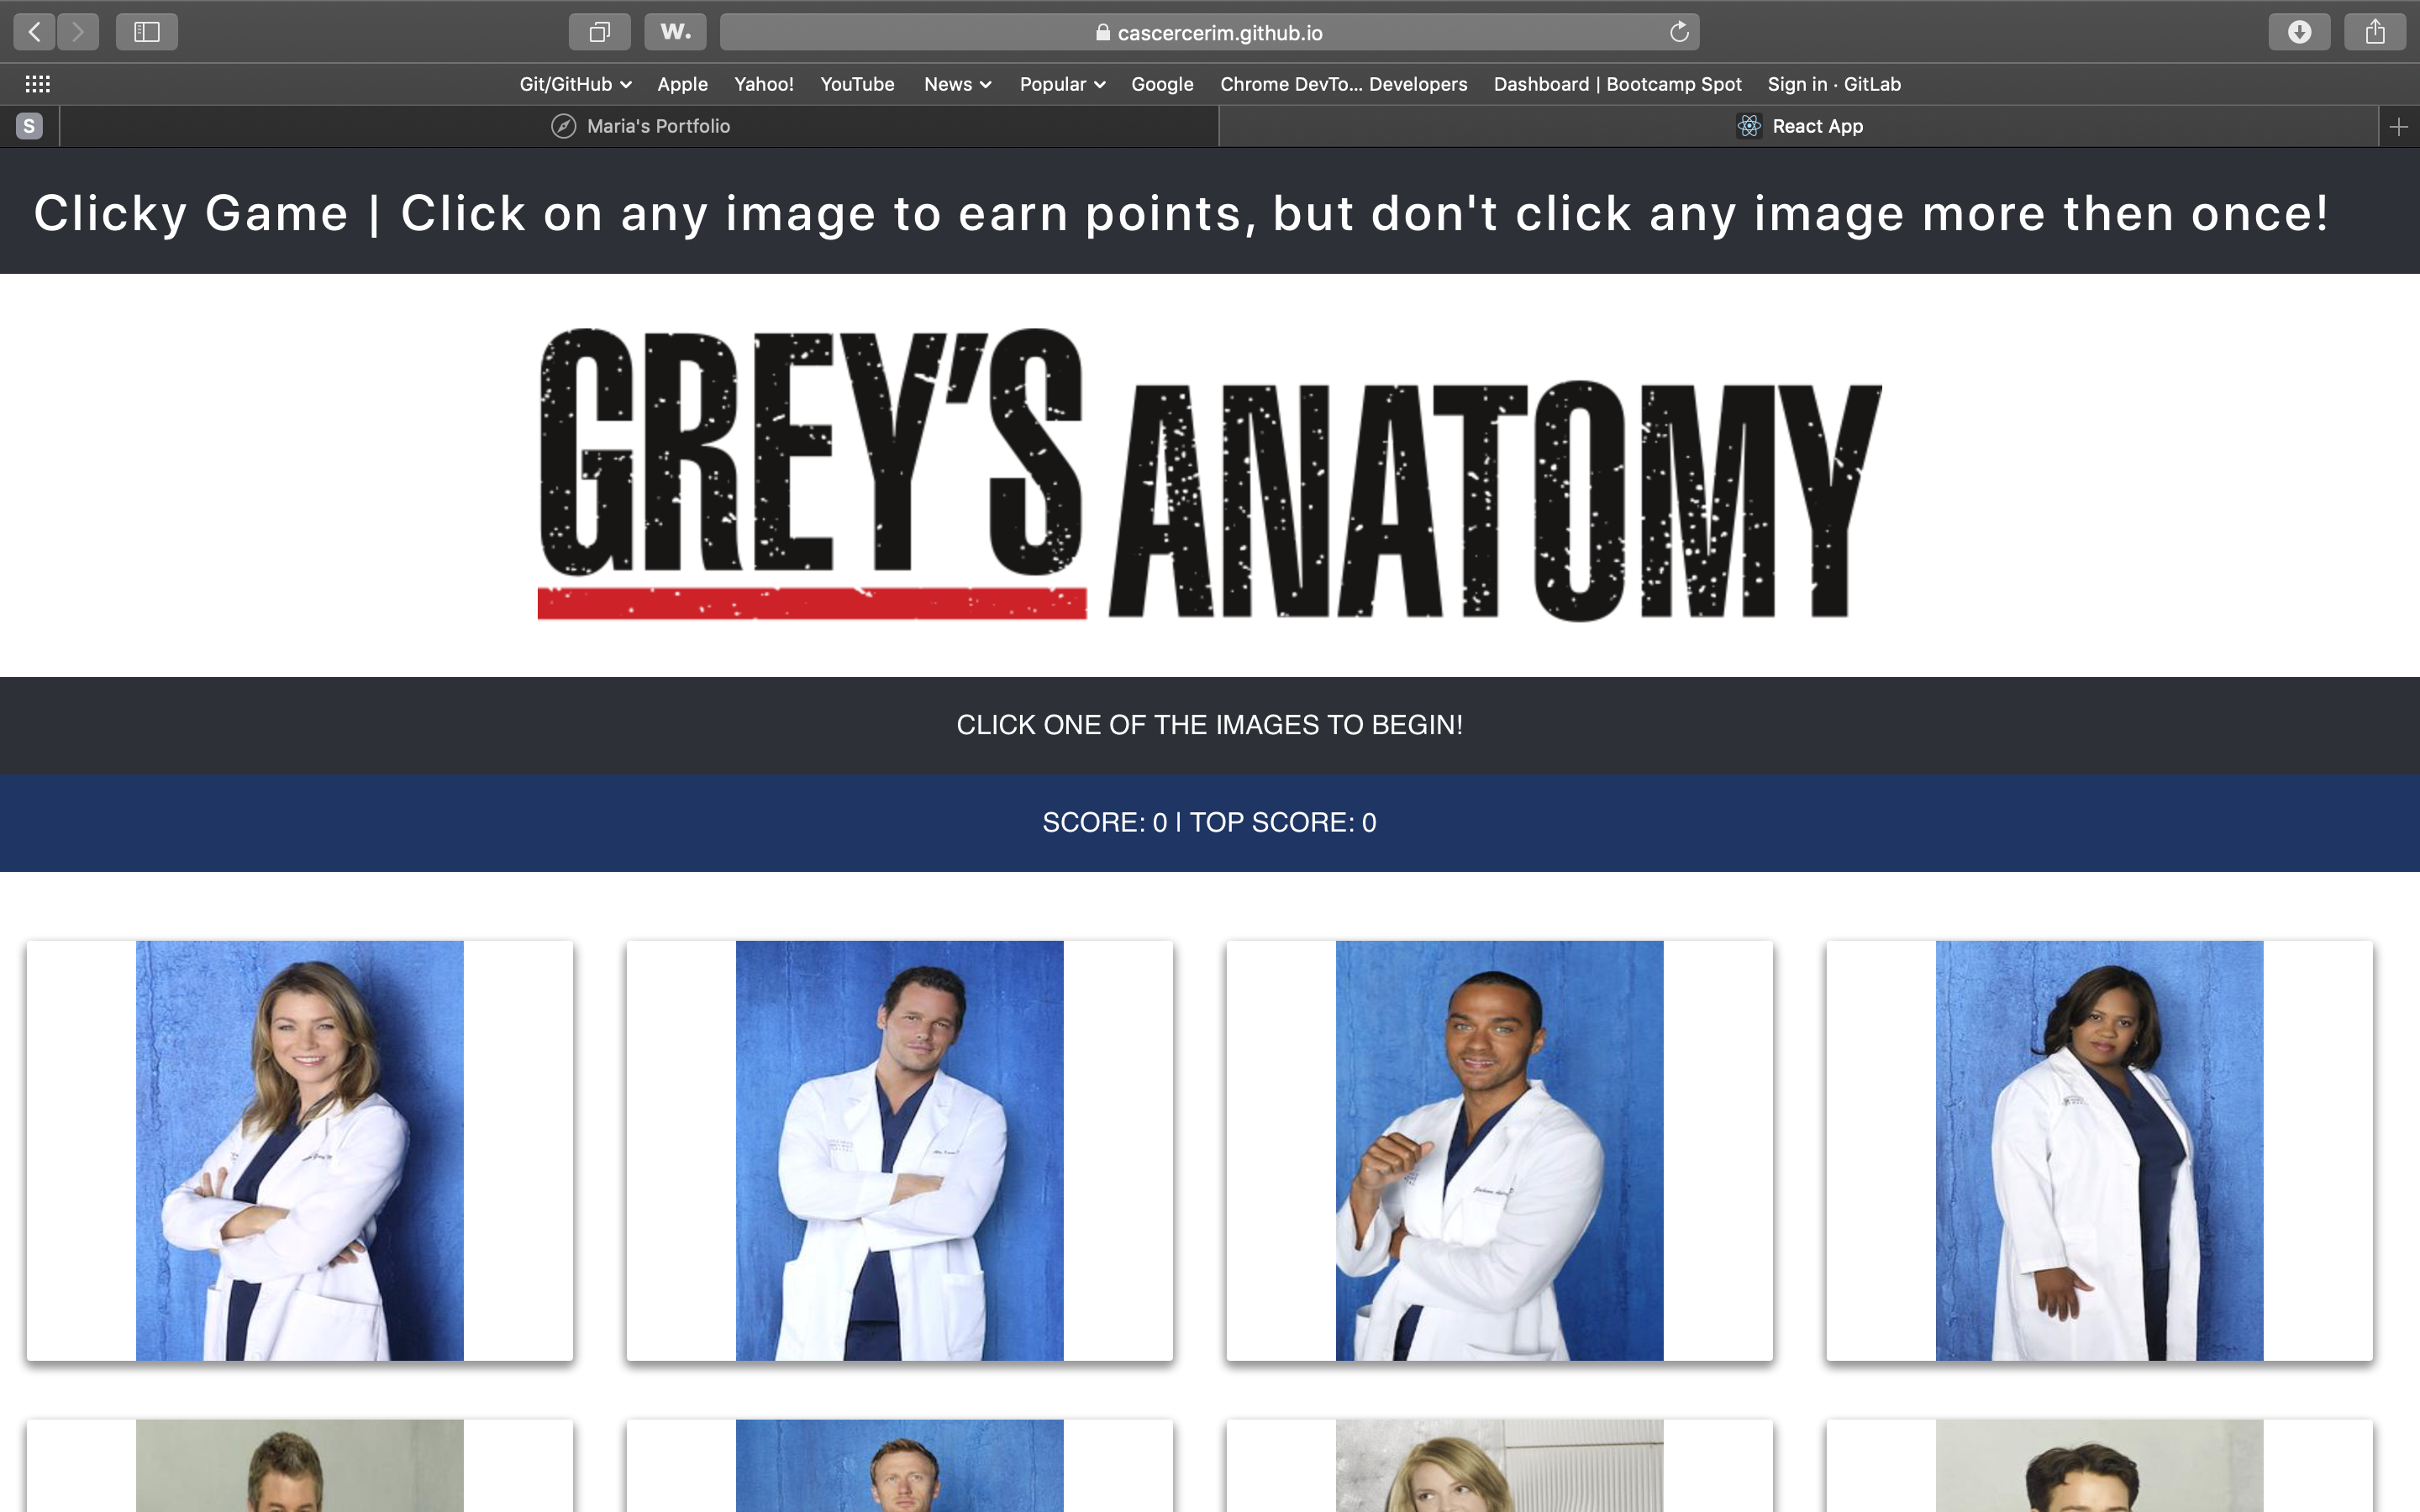 W.
cascercerim.github.io
Git/GitHub Apple Yahoo! YouTube News Popular Google Chrome DevTo... Developers Dashboard | Bootcamp Spot Sign in · GitLab
S Maria's Portfolio React App
Clicky Game | Click on any image to earn points, but don't click any image more then once!
GREY'S ANATOMY
CLICK ONE OF THE IMAGES TO BEGIN!
SCORE: 0 | TOP SCORE: 0